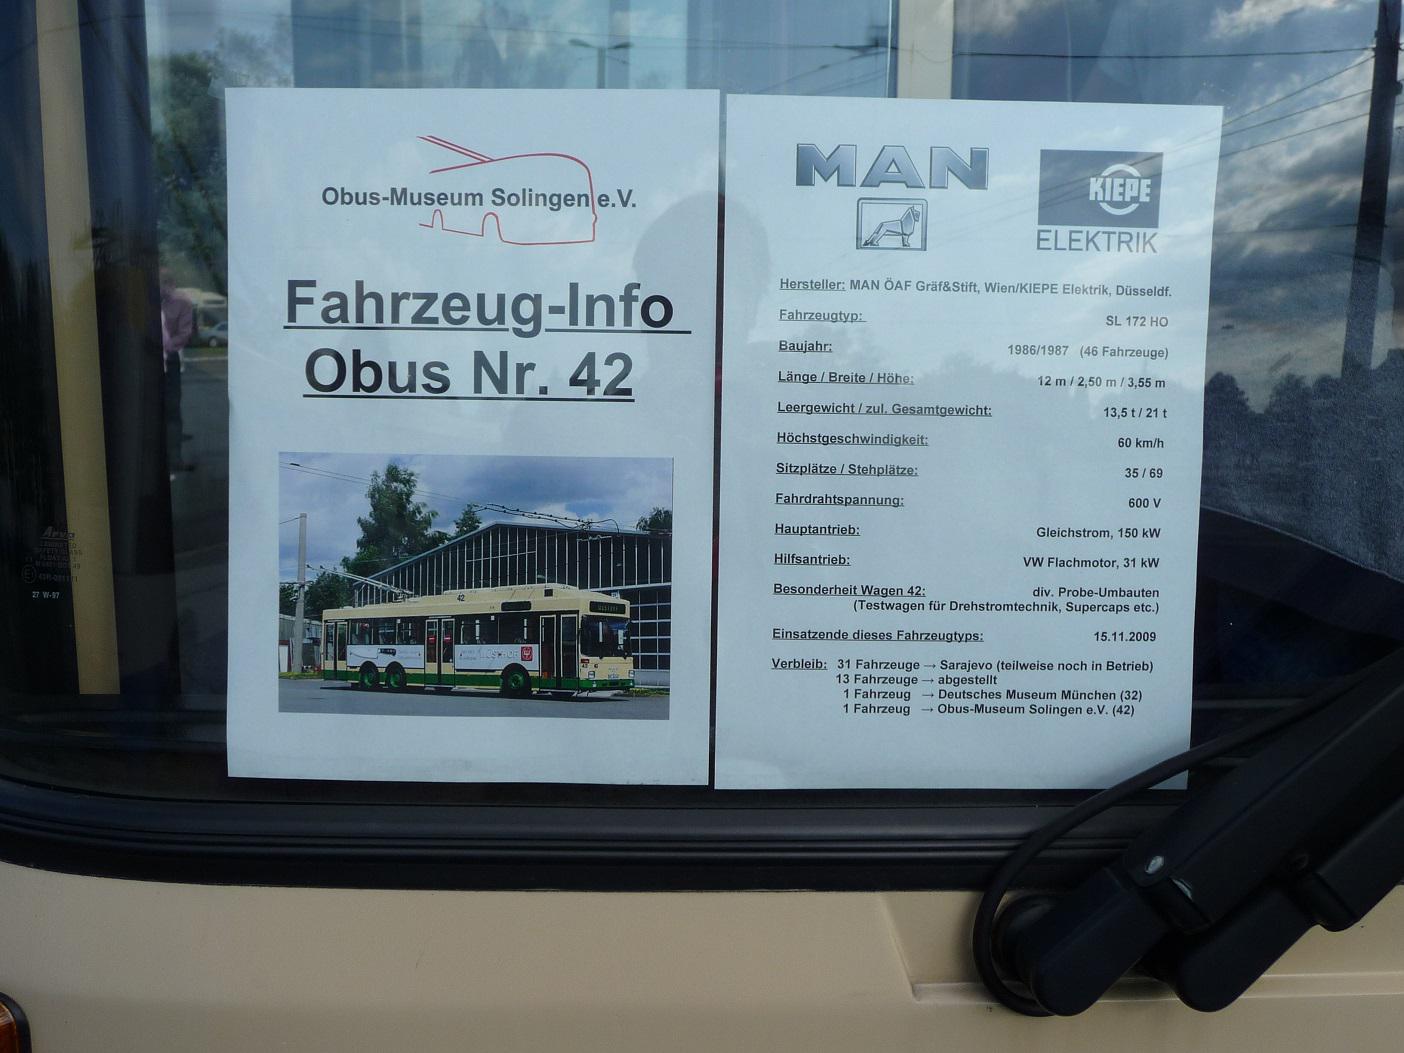 Obus-Museum Solingen e.V.
Fahrzeug-Info
Obus Nr. 42
42
MAN
KIEPE
ELEKTRIK
Hersteller: MAN ÖAF Gräf&Stift, Wien/KIEPE Elektrik, Düsseldf.
Fahrzeugtyp: SL 172 HO
Baujahr: 1986/1987 (46 Fahrzeuge)
Länge / Breite / Höhe: 12 m / 2,50 m / 3,55 m
Leergewicht / zul. Gesamtgewicht: 13,5 t / 21 t
Höchstgeschwindigkeit: 60 km/h
Sitzplätze / Stehplätze: 35 / 69
Fahrdrahtspannung: 600 V
Hauptantrieb: Gleichstrom, 150 kW
Hilfsantrieb: VW Flachmotor, 31 kW
Besonderheit Wagen 42: div. Probe-Umbauten
(Testwagen für Drehstromtechnik, Supercaps etc.)
Einsatzende dieses Fahrzeugtyps: 15.11.2009
Verbleib: 31 Fahrzeuge → Sarajevo (teilweise noch in Betrieb)
13 Fahrzeuge → abgestellt
1 Fahrzeug → Deutsches Museum München (32)
1 Fahrzeug → Obus-Museum Solingen e.V. (42)
27 W-97